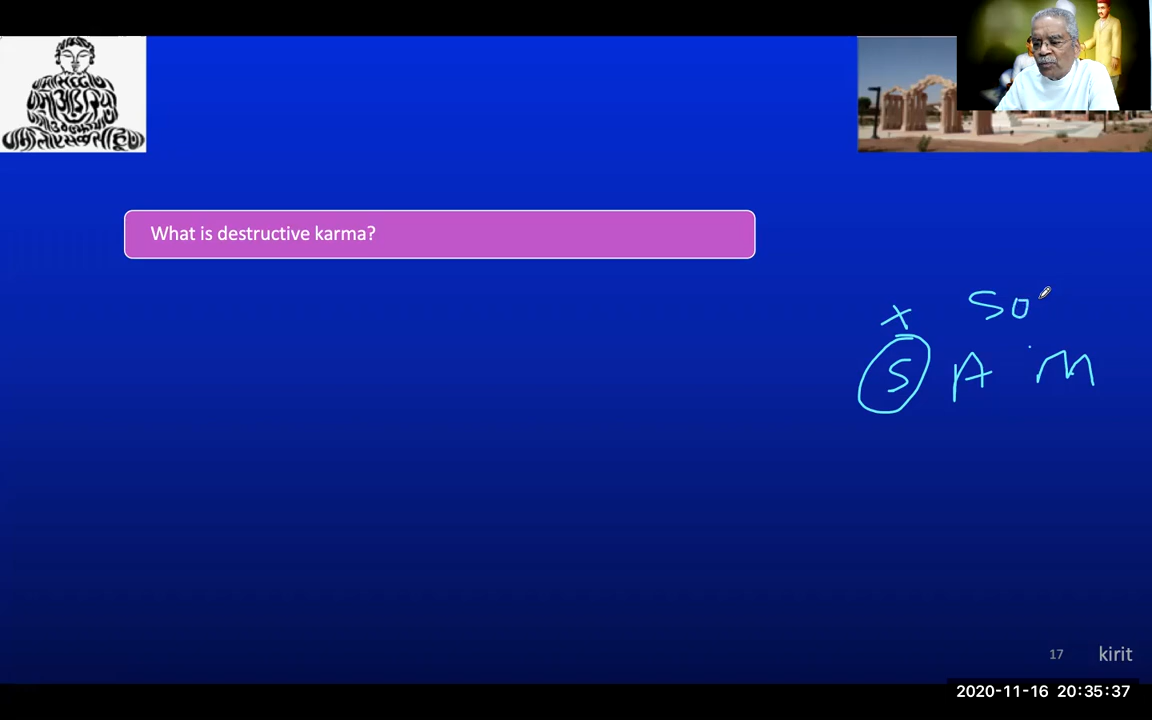 What is destructive karma?
X SO
S A M
17 kirit
2020-11-16 20:35:37